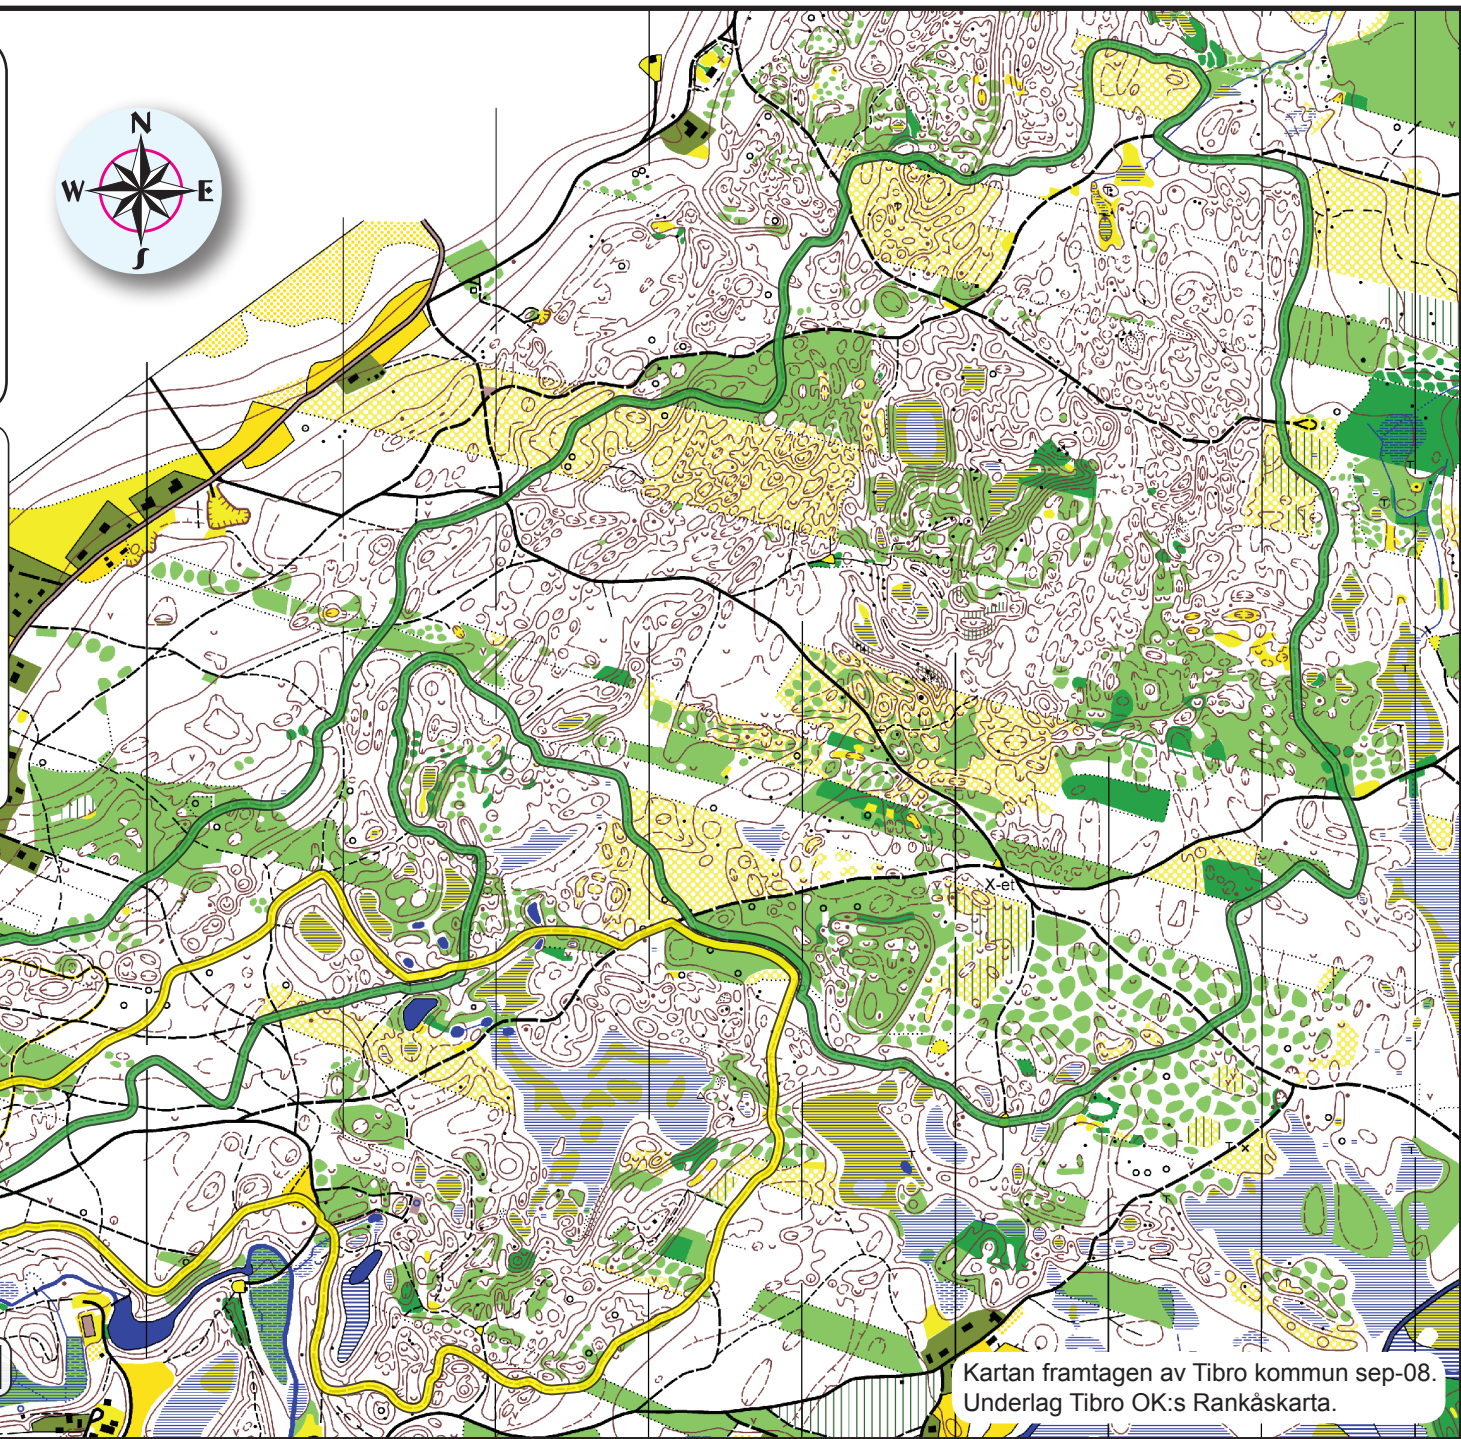 N
W E
S
X-et
Kartan framtagen av Tibro kommun sep-08.
Underlag Tibro OK:s Rankåskarta.